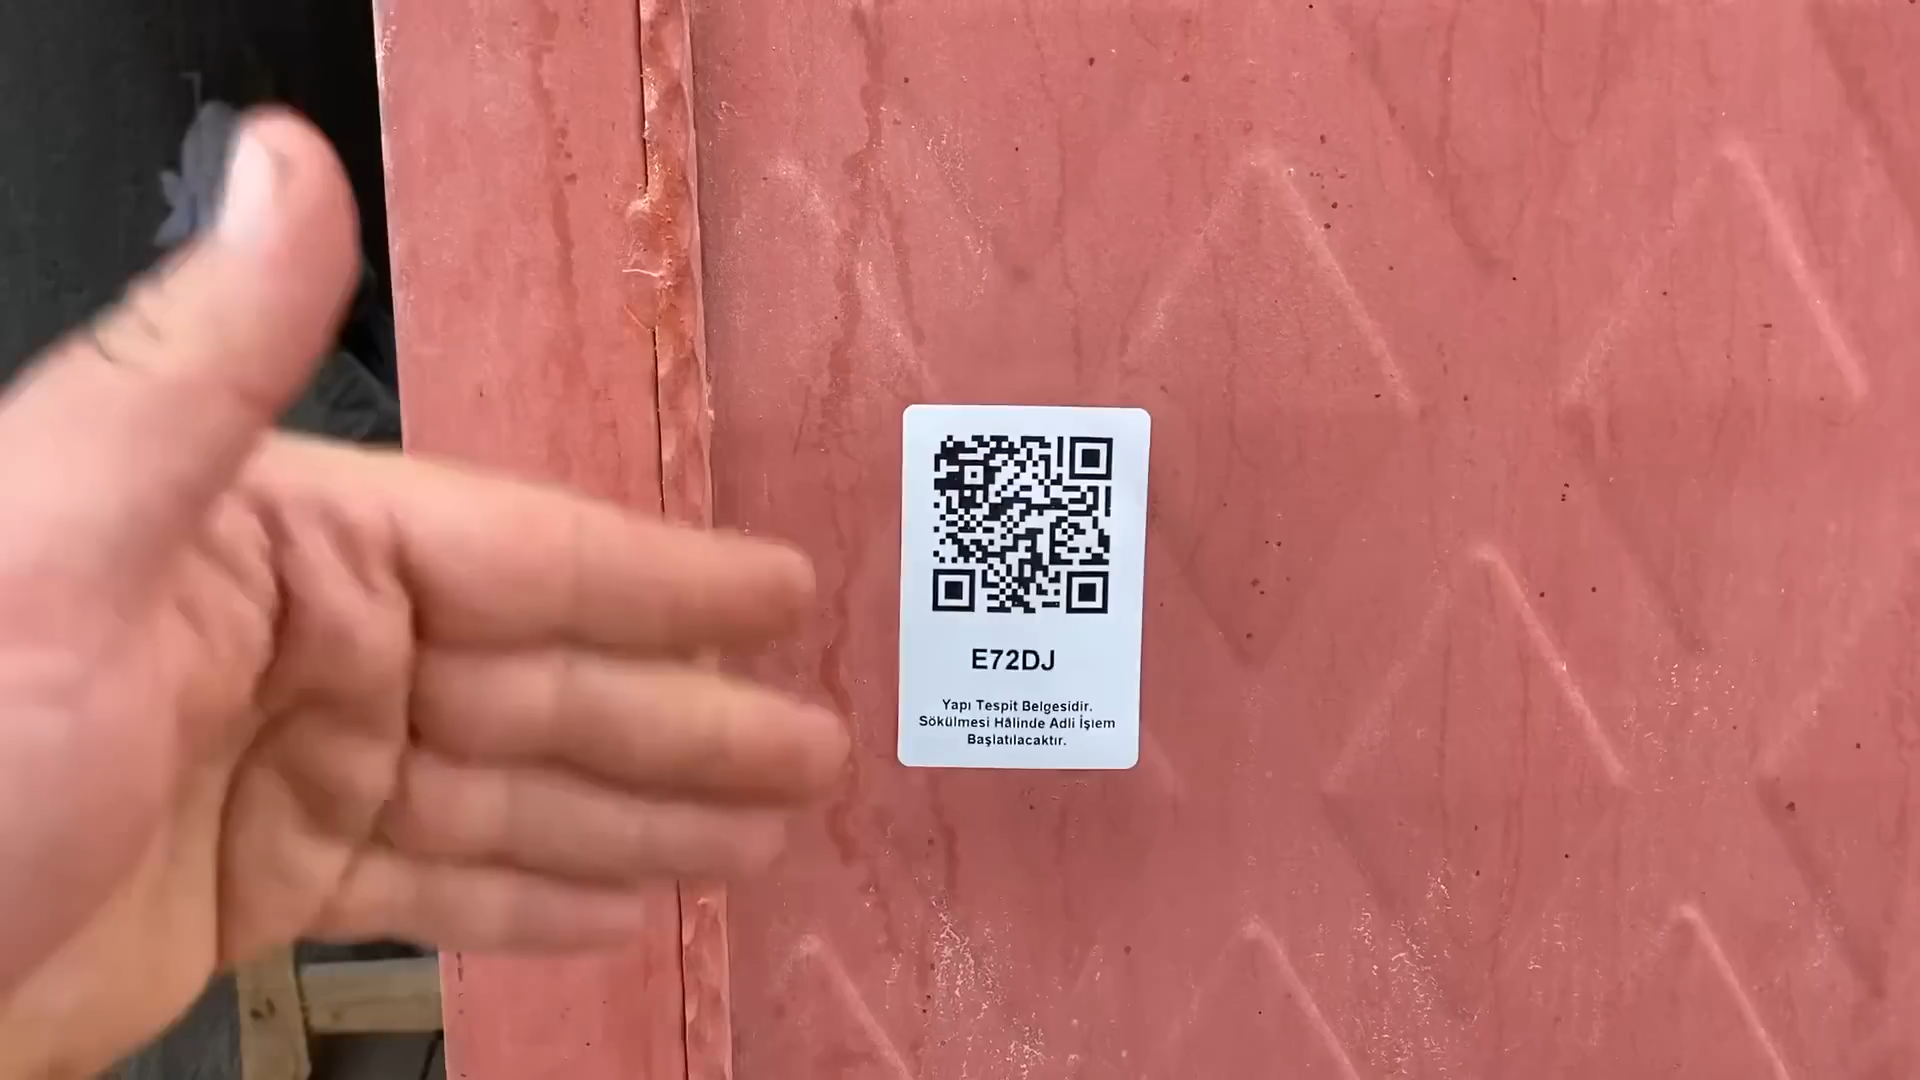 E72DJ
Yapı Tespit Belgesidir.
Sökülmesi Hâlinde Adli İşlem
Başlatılacaktır.